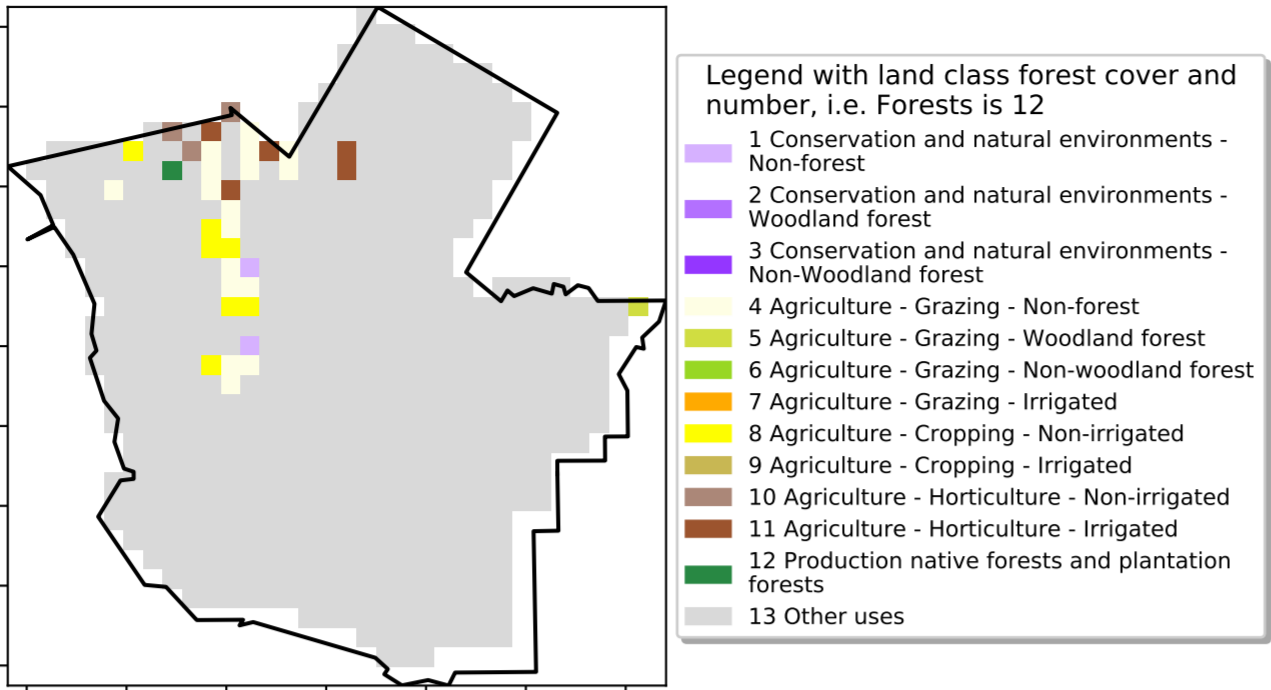 Legend with land class forest cover and
number, i.e. Forests is 12
1 Conservation and natural environments -
Non-forest
2 Conservation and natural environments -
Woodland forest
3 Conservation and natural environments -
Non-Woodland forest
4 Agriculture - Grazing - Non-forest
5 Agriculture - Grazing - Woodland forest
6 Agriculture - Grazing - Non-woodland forest
7 Agriculture - Grazing - Irrigated
8 Agriculture - Cropping - Non-irrigated
9 Agriculture - Cropping - Irrigated
10 Agriculture - Horticulture - Non-irrigated
11 Agriculture - Horticulture - Irrigated
12 Production native forests and plantation
forests
13 Other uses